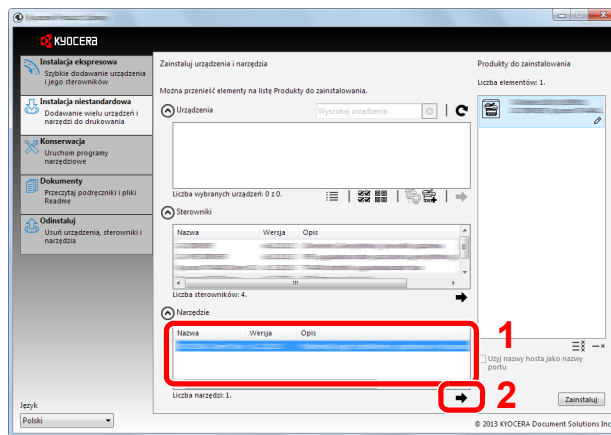 KYOCERA
Instalacja ekspresowa
Szybkie dodawanie urządzenia
i jego sterowników
Instalacja niestandardowa
Dodawanie wielu urządzeń i
narzędzi do drukowania
Konserwacja
Uruchom programy
narzędziowe
Dokumenty
Przeczytaj podręczniki i pliki
Readme
Odinstaluj
Usuń urządzenia, sterowniki i
narzędzia
Język
Polski
Zainstaluj urządzenia i narzędzia
Można przenieść elementy na listę Produkty do zainstalowania.
Urządzenia
Wyszukaj urządzenia
Liczba wybranych urządzeń: 0 z 0.
Sterowniki
Nazwa Wersja Opis
Liczba sterowników: 4.
Narzędzie
Nazwa Wersja Opis
Liczba narzędzi: 1.
1
2
Produkty do zainstalowania
Liczba elementów: 1.
Użyj nazwy hosta jako nazwy
portu
Zainstaluj
© 2013 KYOCERA Document Solutions Inc